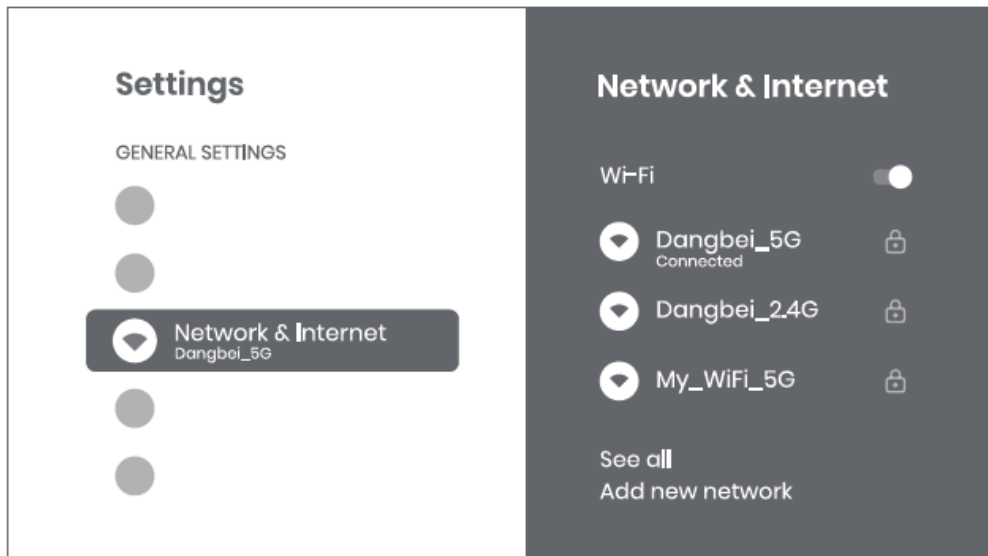 Settings
GENERAL SETTINGS
Network & Internet
Dangbei_5G
Network & Internet
Wi-Fi
Dangbei_5G
Connected
Dangbei_2.4G
My_WiFi_5G
See all
Add new network